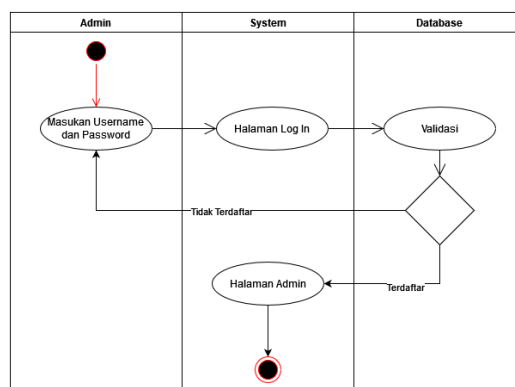 Admin
System
Database
Masukan Username
dan Password
Halaman Log In
Validasi
Tidak Terdaftar
Halaman Admin
Terdaftar